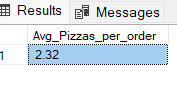 Results Messages
Avg_Pizzas_per_order
1 2.32